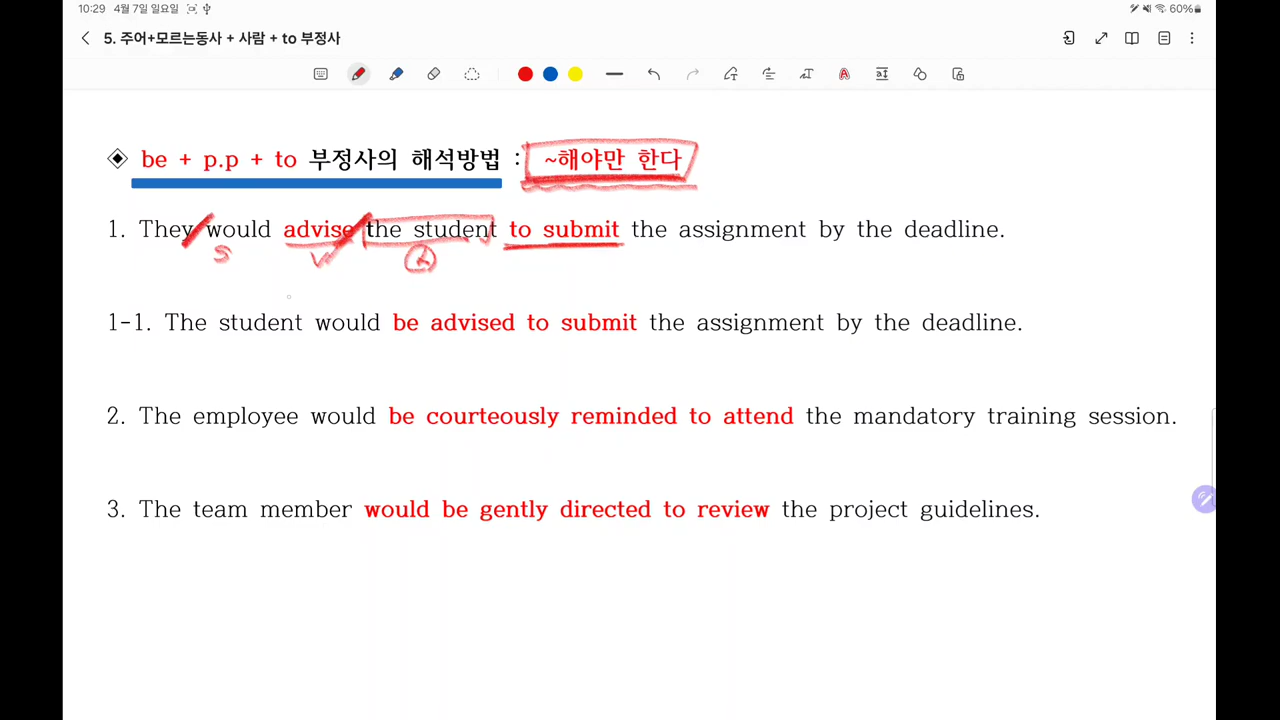 10:29 4월 7일 일요일 60%
5. 주어+모르는동사 + 사람 + to 부정사
be + p.p + to 부정사의 해석방법 : ~해야만 한다
1. They would advise the student to submit the assignment by the deadline.
S V
1-1. The student would be advised to submit the assignment by the deadline.
2. The employee would be courteously reminded to attend the mandatory training session.
3. The team member would be gently directed to review the project guidelines.